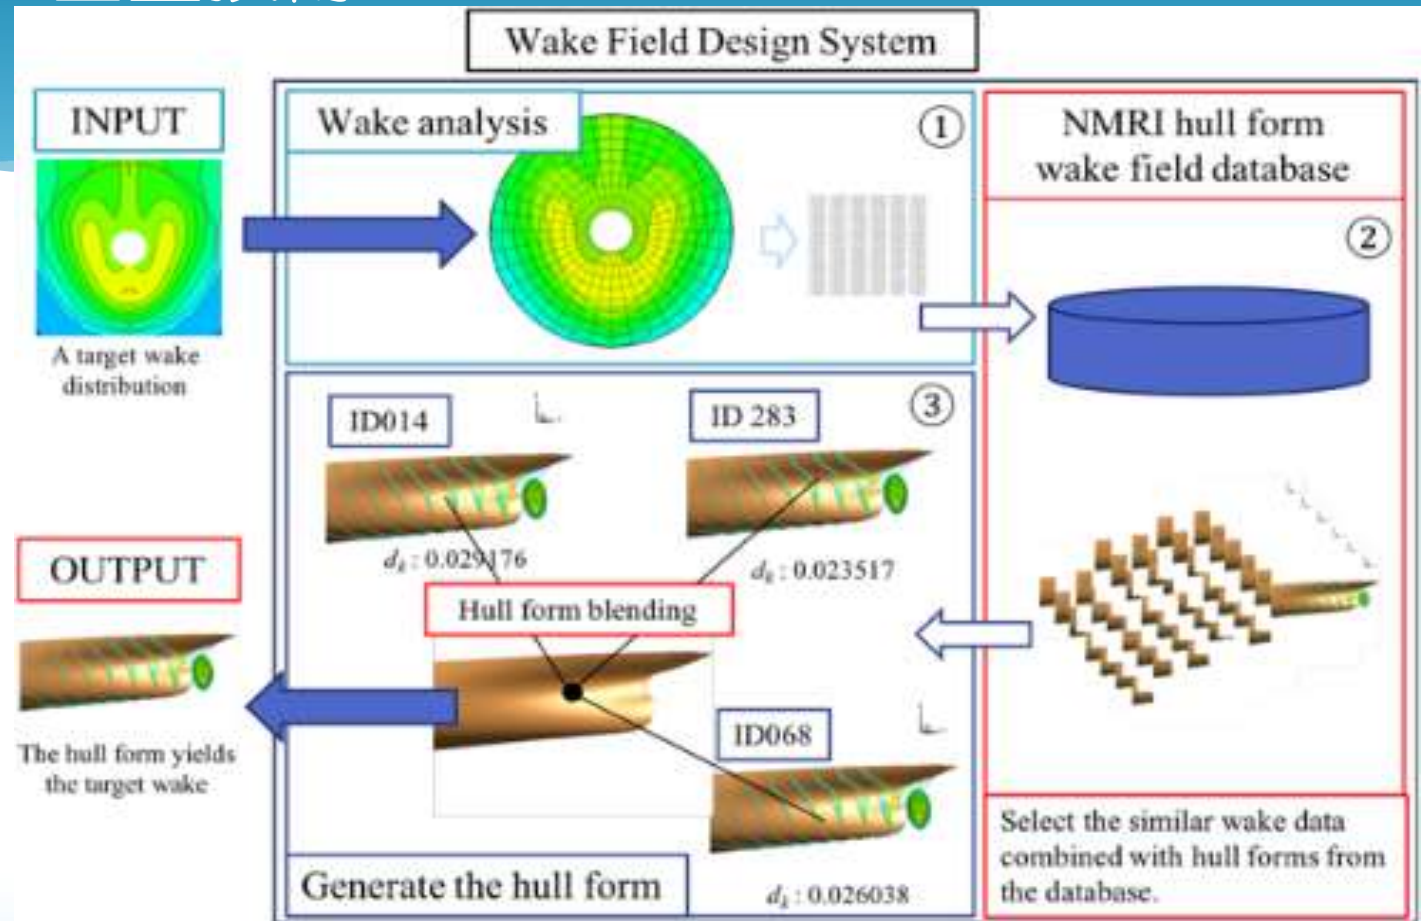 Wake Field Design System
INPUT
A target wake
distribution
Wake analysis
①
NMRI hull form
wake field database
②
Select the similar wake data
combined with hull forms from
the database.
③
ID014
d_k : 0.029176
ID 283
d_k : 0.023517
Hull form blending
ID068
d_k : 0.026038
Generate the hull form
OUTPUT
The hull form yields
the target wake